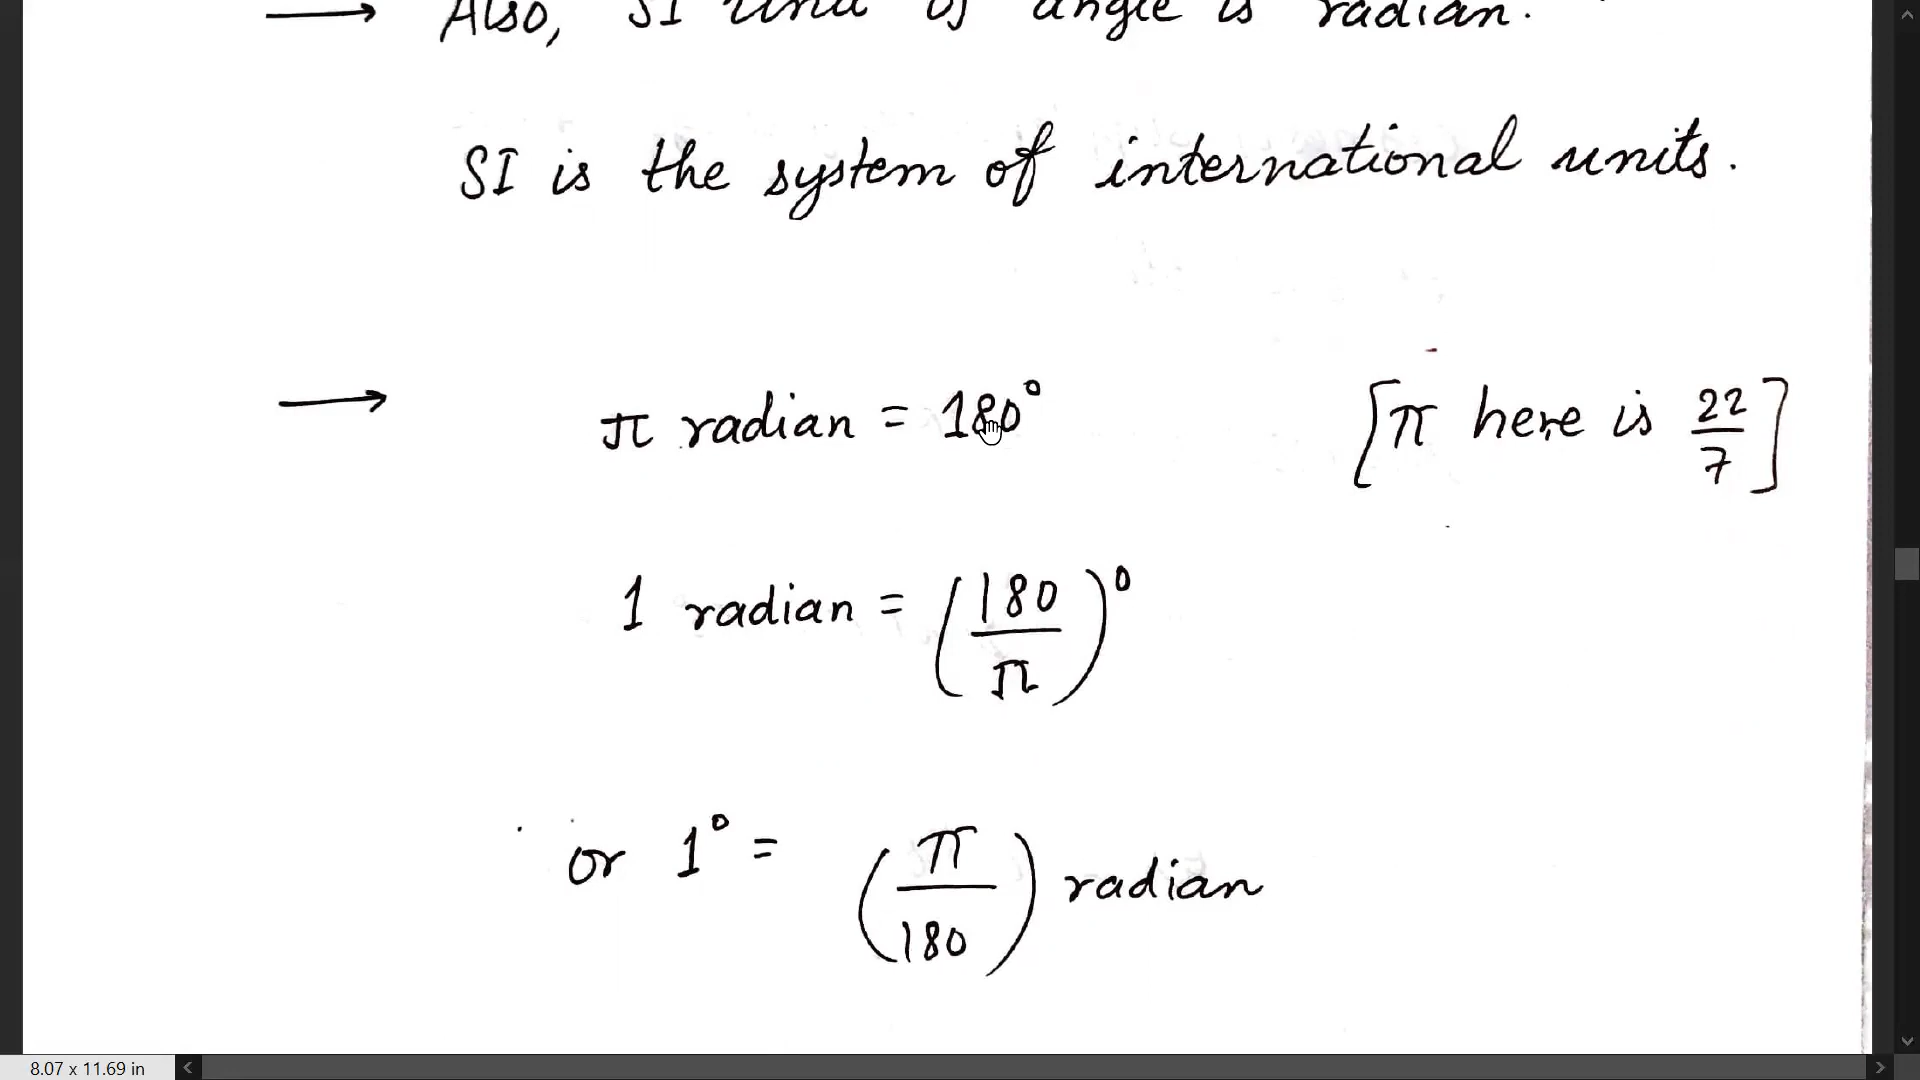 → Also, SI unit of angle is radian.
SI is the system of international units.
→ π radian = 180° [π here is 22/7]
1 radian = (180/π)°
or 1° = (π/180) radian
8.07 x 11.69 in